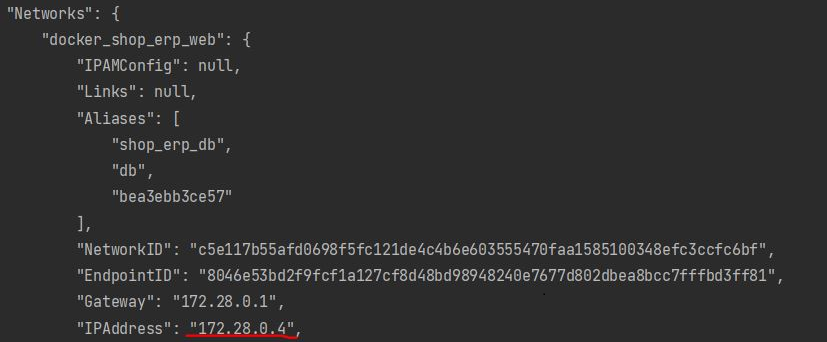 "Networks": {
"docker_shop_erp_web": {
"IPAMConfig": null,
"Links": null,
"Aliases": [
"shop_erp_db",
"db",
"bea3ebb3ce57"
],
"NetworkID": "c5e117b55afd0698f5fc121de4c4b6e603555470faa1585100348efc3ccfc6bf",
"EndpointID": "8046e53bd2f9fcf1a127cf8d48bd98948240e7677d802dbea8bcc7fffbd3ff81",
"Gateway": "172.28.0.1",
"IPAddress": "172.28.0.4",